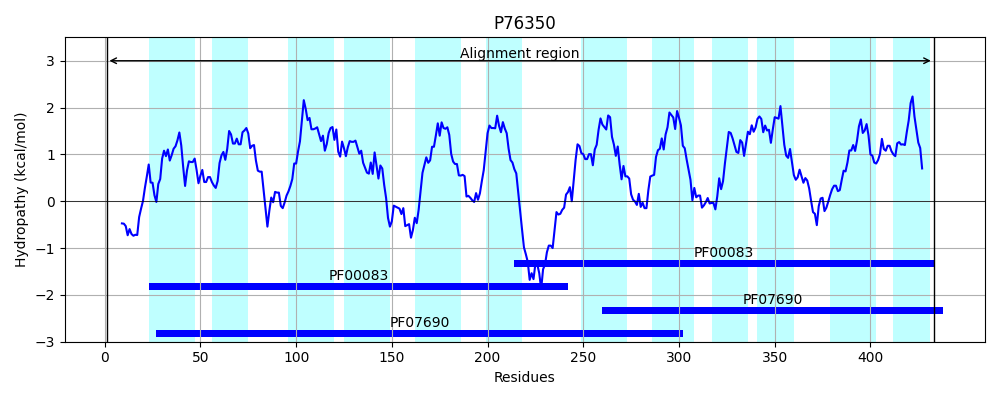 P76350
Alignment region
3
2
1
0
−1
−2
−3
Hydropathy (kcal/mol)
PF00083
PF00083
PF07690
PF07690
0 50 100 150 200 250 300 350 400
Residues